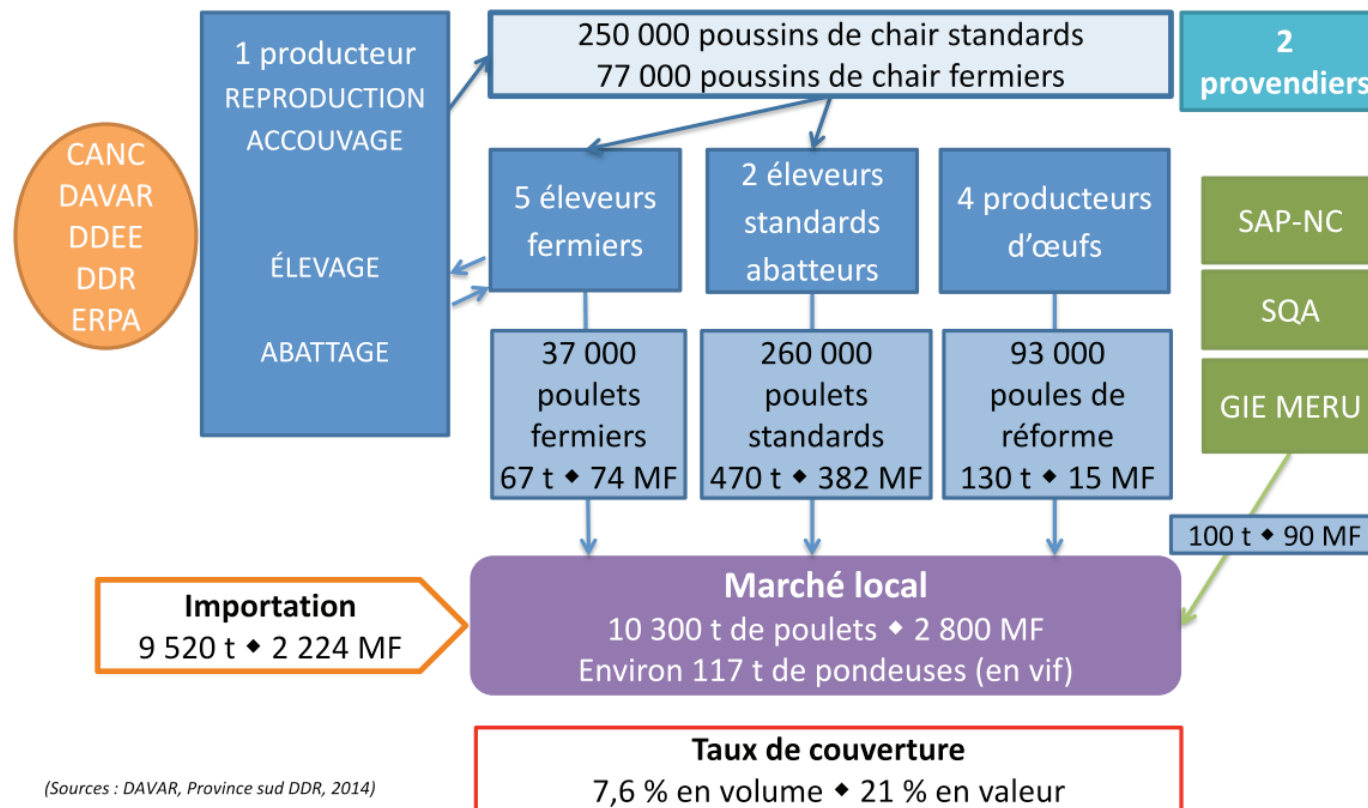 1 producteur
REPRODUCTION
ACCOUVAGE
ÉLEVAGE
ABATTAGE
250 000 poussins de chair standards
77 000 poussins de chair fermiers
2
provendiers
CANC
DAVAR
DDEE
DDR
ERPA
5 éleveurs
fermiers
2 éleveurs
standards
abatteurs
4 producteurs
d’œufs
SAP-NC
SQA
GIE MERU
37 000
poulets
fermiers
67 t ◆ 74 MF
260 000
poulets
standards
470 t ◆ 382 MF
93 000
poules de
réforme
130 t ◆ 15 MF
100 t ◆ 90 MF
Importation
9 520 t ◆ 2 224 MF
Marché local
10 300 t de poulets ◆ 2 800 MF
Environ 117 t de pondeuses (en vif)
Taux de couverture
7,6 % en volume ◆ 21 % en valeur
(Sources : DAVAR, Province sud DDR, 2014)